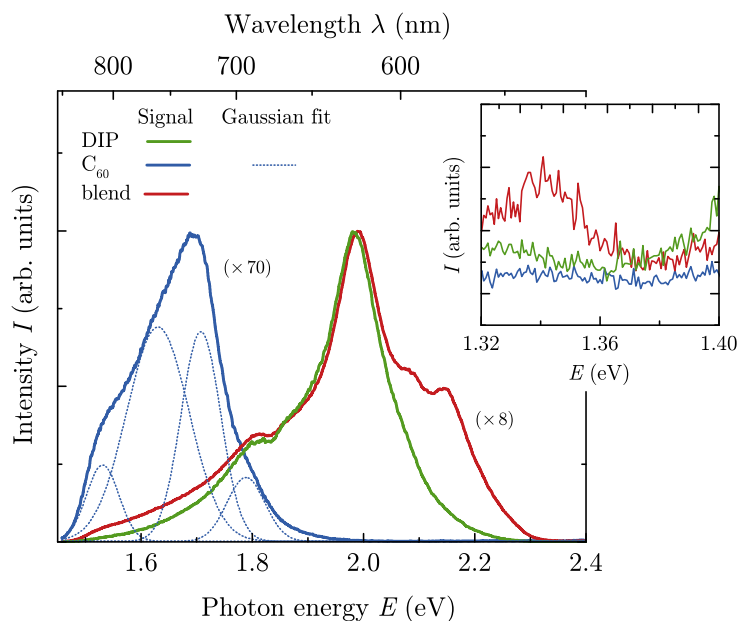 Wavelength λ (nm)
800 700 600
Signal Gaussian fit
DIP
C₆₀
blend
(× 70)
(× 8)
Intensity I (arb. units)
1.6 1.8 2.0 2.2 2.4
Photon energy E (eV)
I (arb. units)
1.32 1.36 1.40
E (eV)